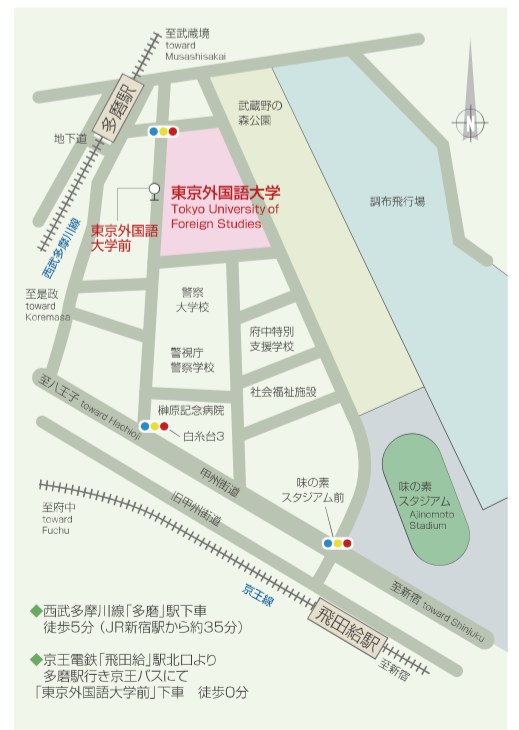 至武蔵境
toward
Musashisakai
多磨駅
武蔵野の
森公園
N
地下道
調布飛行場
東京外国語大学
Tokyo University of
Foreign Studies
東京外国語
大学前
西武多摩川線
至是政
toward
Koremasa
警察
大学校
府中特別
支援学校
警視庁
警察学校
社会福祉施設
至八王子 toward Hachioji
榊原記念病院
白糸台3
甲州街道
味の素
スタジアム前
味の素
スタジアム
Ajinomoto
Stadium
旧甲州街道
至府中
toward
Fuchu
京王線
至新宿 toward Shinjuku
飛田給駅
至新宿
◆西武多摩川線「多磨」駅下車
徒歩5分（JR新宿駅から約35分）
◆京王電鉄「飛田給」駅北口より
多磨駅行き京王バスにて
「東京外国語大学前」下車　徒歩0分